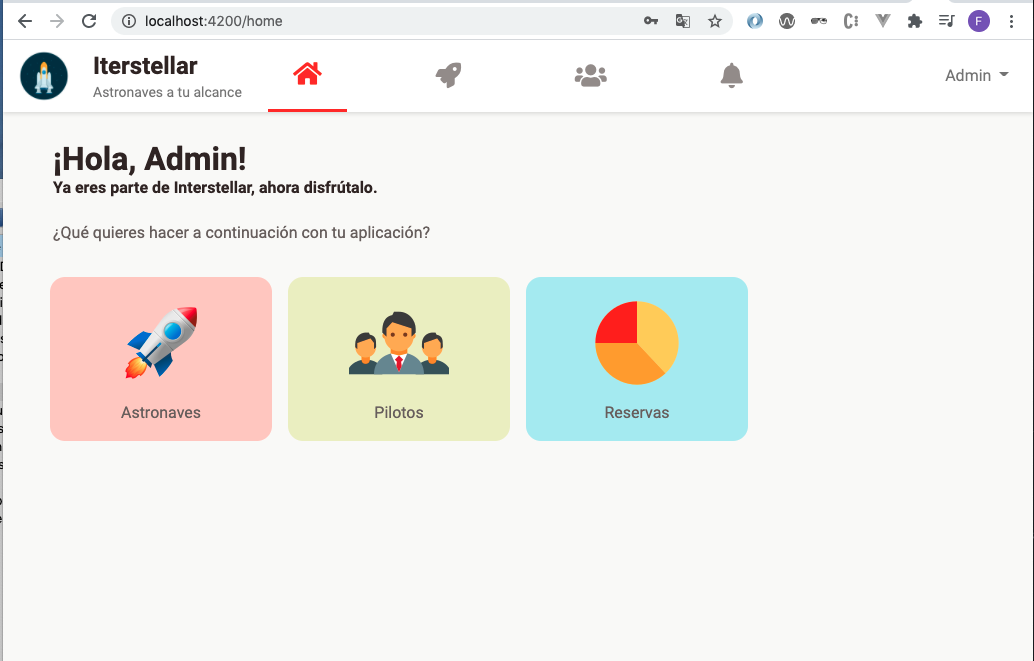 localhost:4200/home
F
Iterstellar
Astronaves a tu alcance
Admin
¡Hola, Admin!
Ya eres parte de Interstellar, ahora disfrútalo.
¿Qué quieres hacer a continuación con tu aplicación?
Astronaves
Pilotos
Reservas